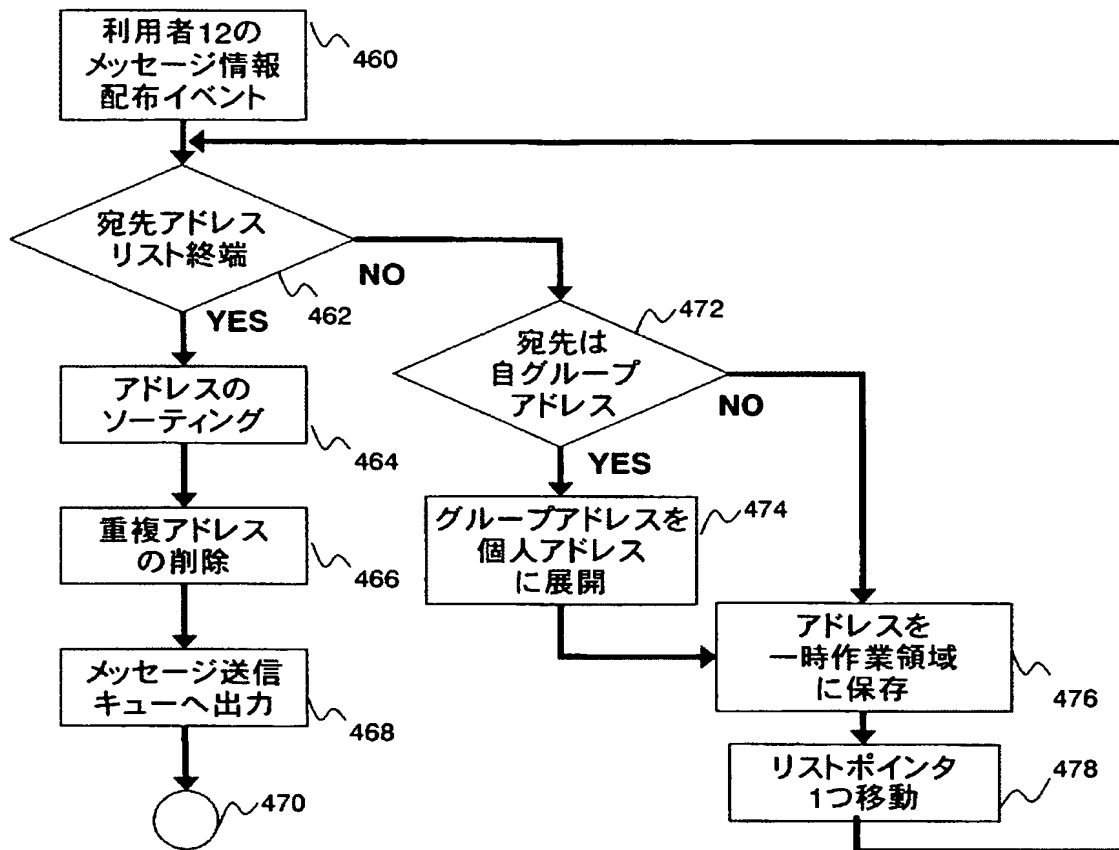 利用者12の
メッセージ情報
配布イベント
460
宛先アドレス
リスト終端
462
NO
YES
472
宛先は
自グループ
アドレス
NO
YES
アドレスの
ソーティング
464
グループアドレスを
個人アドレス
に展開
474
重複アドレス
の削除
466
アドレスを
一時作業領域
に保存
476
メッセージ送信
キューへ出力
468
リストポインタ
1つ移動
478
470